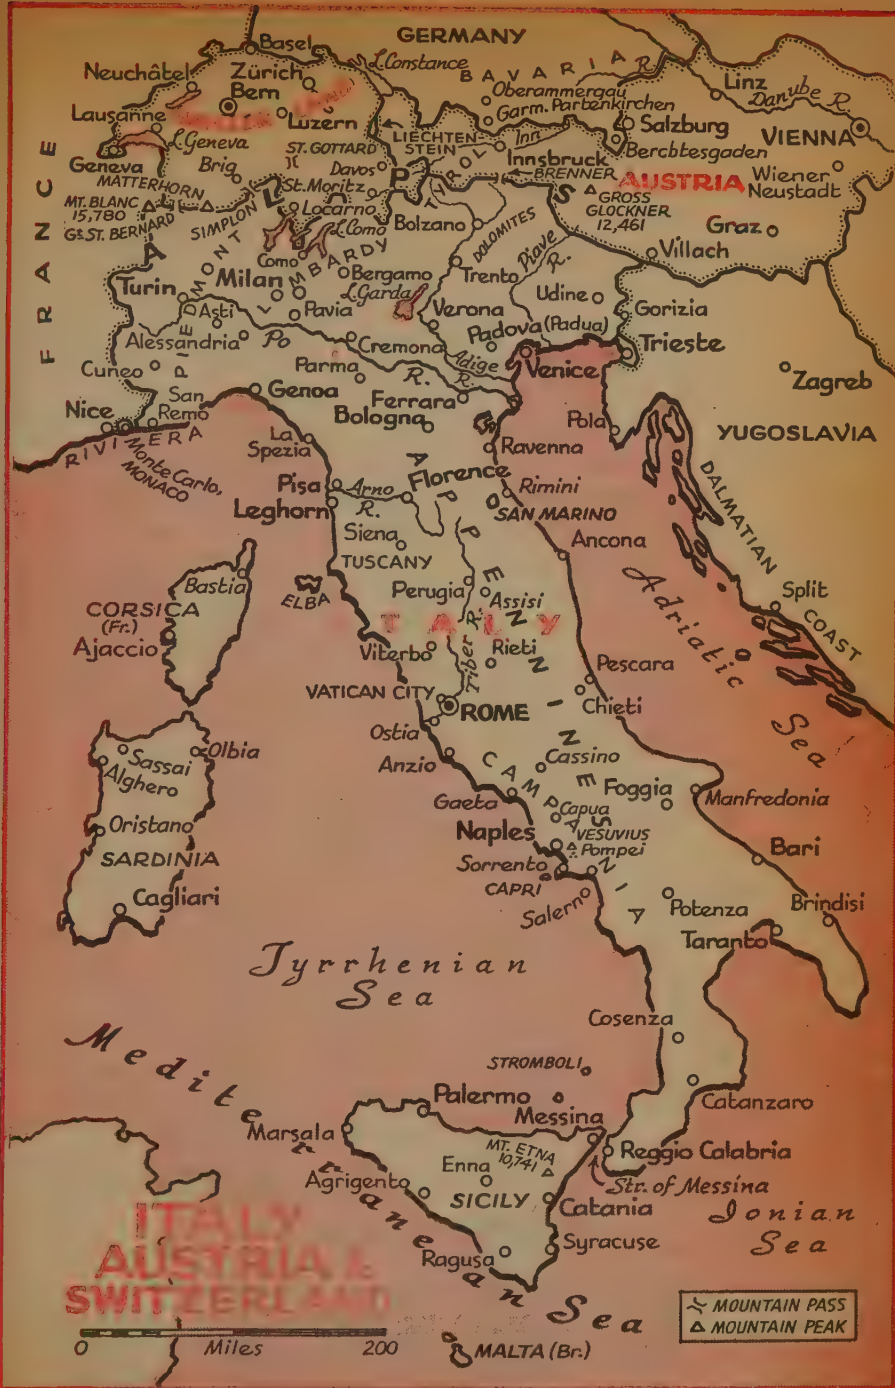 GERMANY
Basel
L. Constance
BAVARIA
R.
Neuchâtel
Zürich
Bern
Oberammergau
Garm. Partenkirchen
Linz
Danube R.
Lausanne
Luzern
LIECHTEN-
STEIN
Inn
Salzburg
VIENNA
L. Geneva
ST. GOTTARD
TYROL
Innsbruck
Berchtesgaden
Geneva
Brig
Davos
BRENNER
AUSTRIA
Wiener
Neustadt
MATTERHORN
St. Moritz
GROSS
GLOCKNER
12,461
MT. BLANC
15,780
Gt. ST. BERNARD
SIMPLON
Locarno
L. Como
Bolzano
DOLOMITES
Graz
Villach
ALPS
FRANCE
PIEDMONT
Como
LOMBARDY
Milan
Bergamo
L. Garda
Trento
Piave
R.
Turin
Udine
Gorizia
Asti
Pavia
Verona
Padova (Padua)
Alessandria
Po
R.
Cremona
Adige
R.
Venice
Trieste
Cuneo
Parma
Zagreb
Genoa
Ferrara
San
Remo
Bologna
Nice
Pola
YUGOSLAVIA
RIVIERA
La
Spezia
Ravenna
Monte Carlo,
MONACO
Florence
DALMATIAN COAST
Pisa
Arno
R.
Rimini
Leghorn
SAN MARINO
Siena
Ancona
TUSCANY
APPENNINES
Bastia
ELBA
Perugia
Assisi
Adriatic
Sea
Split
CORSICA
(Fr.)
Ajaccio
ITALY
Viterbo
Tiber R.
Rieti
Pescara
VATICAN CITY
Chieti
ROME
Ostia
Olbia
Sassai
Alghero
Anzio
Cassino
CAMPANIA
Foggia
Gaeta
Capua
Manfredonia
Oristano
Naples
VESUVIUS
Pompei
Bari
SARDINIA
Sorrento
CAPRI
Cagliari
Salern
Potenza
Brindisi
Taranto
Tyrrhenian
Sea
Cosenza
Mediterranean Sea
STROMBOLI
Palermo
Messina
Catanzaro
Marsala
MT. ETNA
10,741
Reggio Calabria
Enna
Agrigento
Str. of Messina
SICILY
Catania
Ionian
Sea
Ragusa
Syracuse
ITALY
AUSTRIA &
SWITZERLAND
0 Miles 200
MALTA (Br.)
MOUNTAIN PASS
MOUNTAIN PEAK